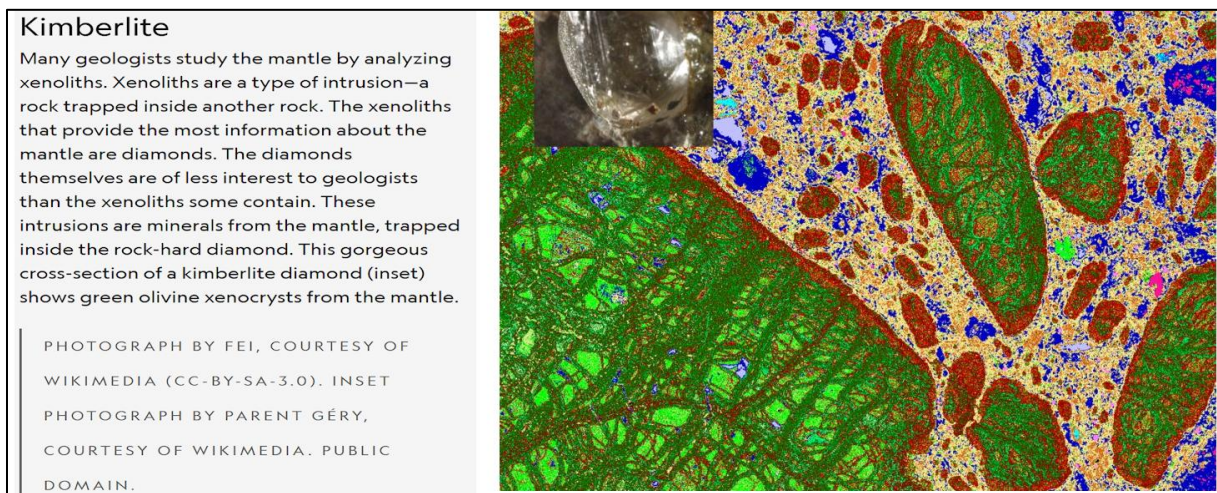 Kimberlite
Many geologists study the mantle by analyzing
xenoliths. Xenoliths are a type of intrusion—a
rock trapped inside another rock. The xenoliths
that provide the most information about the
mantle are diamonds. The diamonds
themselves are of less interest to geologists
than the xenoliths some contain. These
intrusions are minerals from the mantle, trapped
inside the rock-hard diamond. This gorgeous
cross-section of a kimberlite diamond (inset)
shows green olivine xenocrysts from the mantle.
PHOTOGRAPH BY FEI, COURTESY OF
WIKIMEDIA (CC-BY-SA-3.0). INSET
PHOTOGRAPH BY PARENT GÉRY,
COURTESY OF WIKIMEDIA. PUBLIC
DOMAIN.